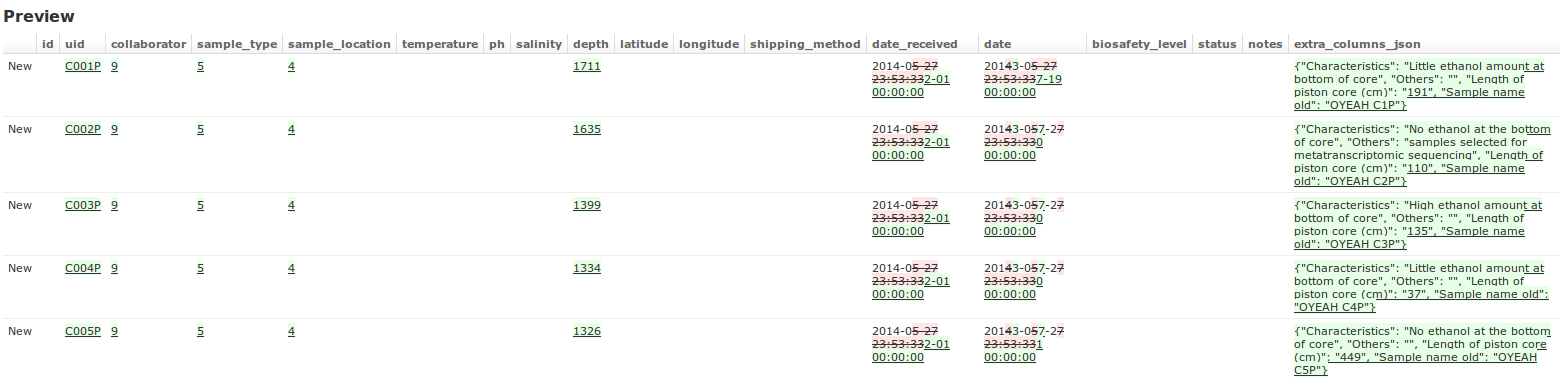 Preview
id uid collaborator sample_type sample_location temperature ph salinity depth latitude longitude shipping_method date_received date biosafety_level status notes extra_columns_json
New C001P 9 5 4 1711 2014-05-27 20143-05-27 {"Characteristics": "Little ethanol amount at
23:53:332-01 23:53:337-19 bottom of core", "Others": "", "Length of
00:00:00 00:00:00 piston core (cm)": "191", "Sample name
old": "OYEAH C1P"}
New C002P 9 5 4 1635 2014-05-27 20143-057-27 {"Characteristics": "No ethanol at the bottom
23:53:332-01 23:53:330 of core", "Others": "samples selected for
00:00:00 00:00:00 metatranscriptomic sequencing", "Length of
piston core (cm)": "110", "Sample name
old": "OYEAH C2P"}
New C003P 9 5 4 1399 2014-05-27 20143-057-27 {"Characteristics": "High ethanol amount at
23:53:332-01 23:53:330 bottom of core", "Others": "", "Length of
00:00:00 00:00:00 piston core (cm)": "135", "Sample name
old": "OYEAH C3P"}
New C004P 9 5 4 1334 2014-05-27 20143-057-27 {"Characteristics": "Little ethanol amount at
23:53:332-01 23:53:330 bottom of core", "Others": "", "Length of
00:00:00 00:00:00 piston core (cm)": "37", "Sample name old":
"OYEAH C4P"}
New C005P 9 5 4 1326 2014-05-27 20143-057-27 {"Characteristics": "No ethanol at the bottom
23:53:332-01 23:53:331 of core", "Others": "", "Length of piston core
00:00:00 00:00:00 (cm)": "449", "Sample name old": "OYEAH
C5P"}